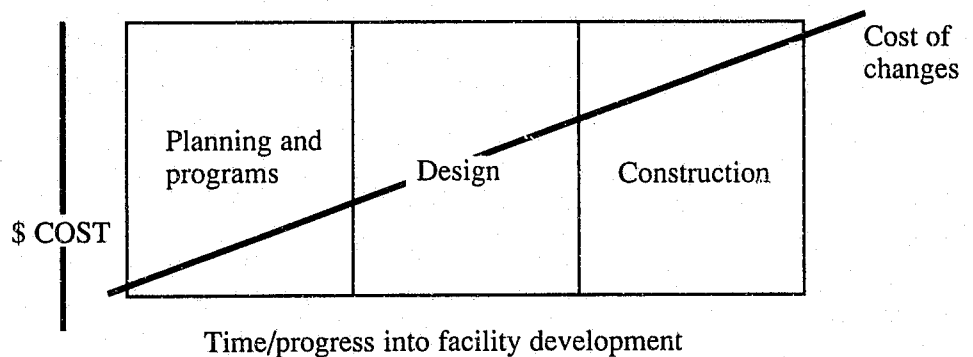 Cost of
changes
Planning and
programs
Design
Construction
$ COST
Time/progress into facility development